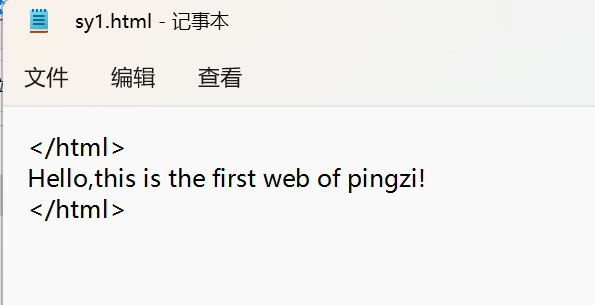 sy1.html - 记事本
文件 编辑 查看
</html>
Hello,this is the first web of pingzi!
</html>